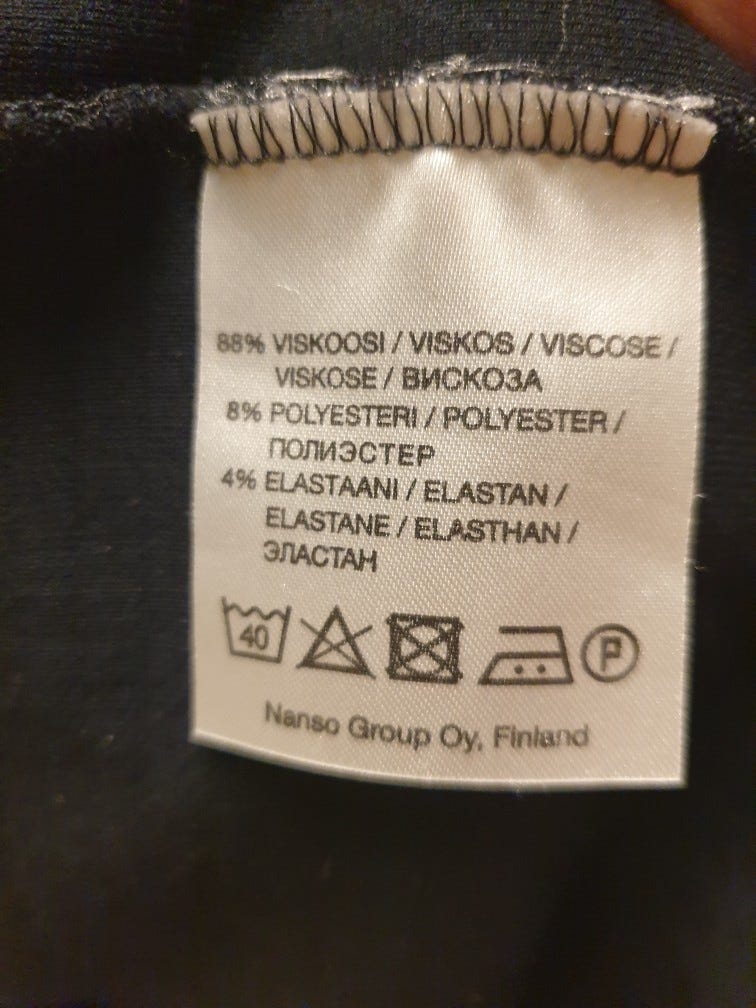 88% VISKOOSI / VISKOS / VISCOSE /
VISKOSE / ВИСКОЗА
8% POLYESTERI / POLYESTER /
ПОЛИЭСТЕР
4% ELASTAANI / ELASTAN /
ELASTANE / ELASTHAN /
ЭЛАСТАН
40 P
Nanso Group Oy, Finland